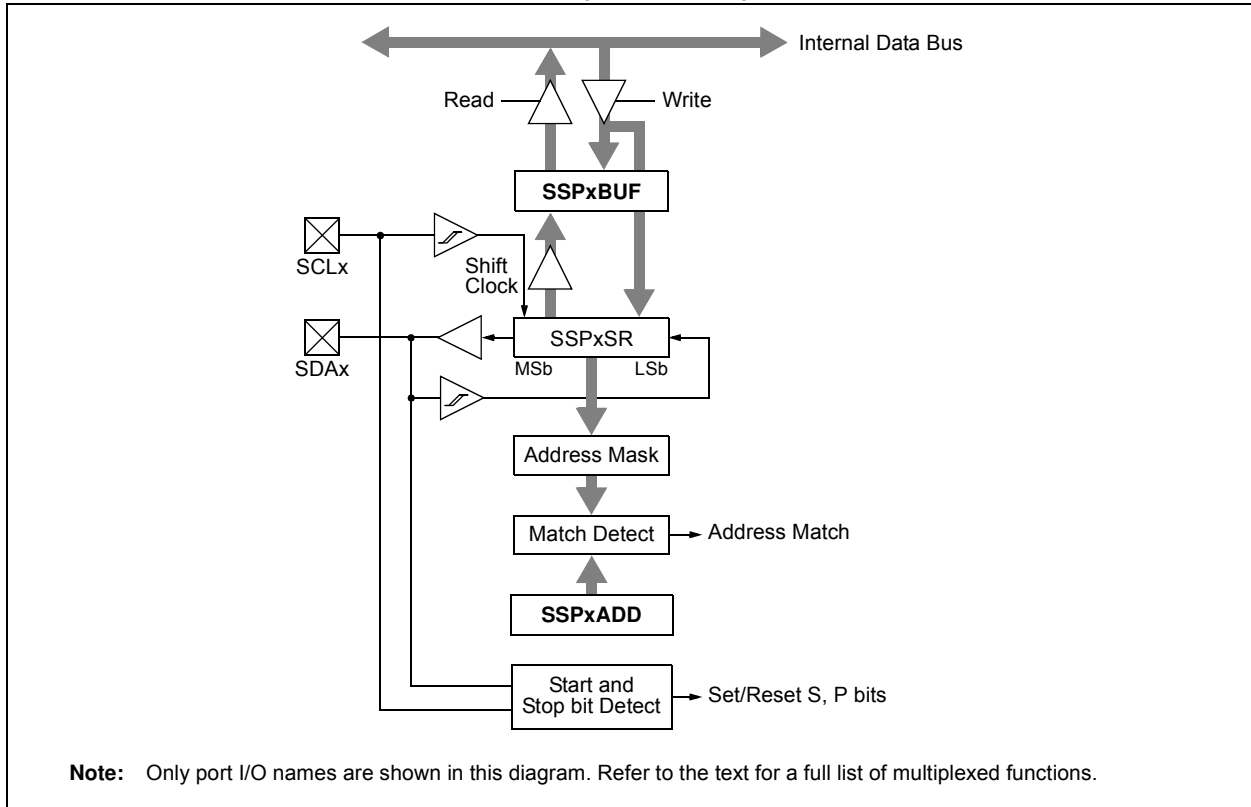 Internal Data Bus
Read
Write
SSPxBUF
SCLx
Shift
Clock
SSPxSR
MSb
LSb
SDAx
Address Mask
Match Detect
Address Match
SSPxADD
Start and
Stop bit Detect
Set/Reset S, P bits
Note: Only port I/O names are shown in this diagram. Refer to the text for a full list of multiplexed functions.